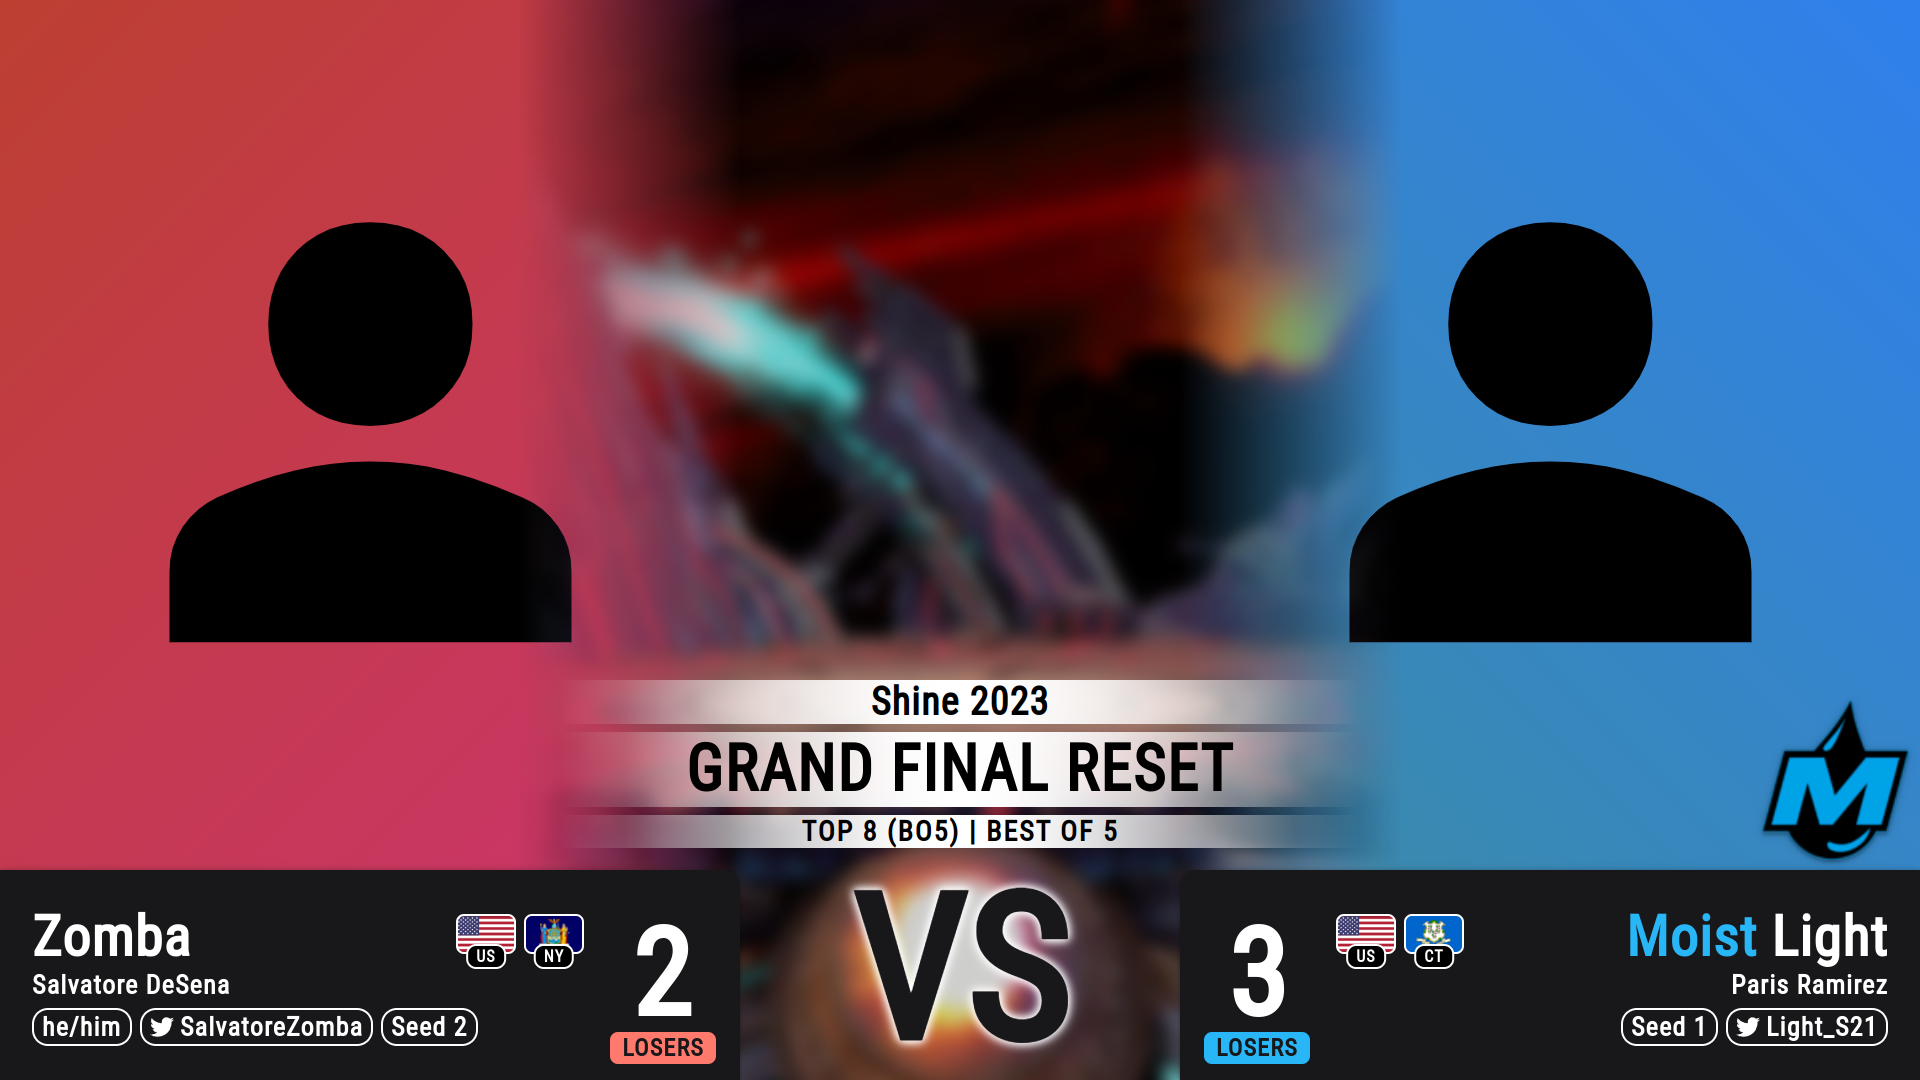 Shine 2023
GRAND FINAL RESET
TOP 8 (BO5) | BEST OF 5
Zomba
Salvatore DeSena
he/him SalvatoreZomba Seed 2
US NY
2
LOSERS
VS
3
LOSERS
US CT
Moist Light
Paris Ramirez
Seed 1 Light_S21
M